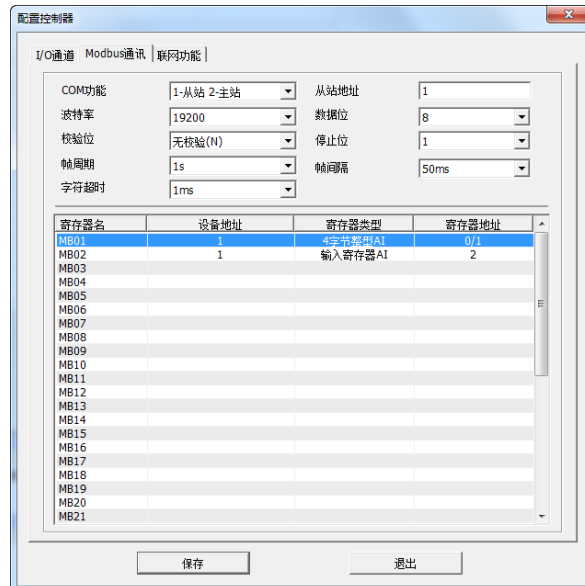 配置控制器
I/O通道 Modbus通讯 联网功能
COM功能 1-从站 2-主站 从站地址 1
波特率 19200 数据位 8
校验位 无校验(N) 停止位 1
帧周期 1s 帧间隔 50ms
字符超时 1ms
寄存器名 设备地址 寄存器类型 寄存器地址
MB01 1 4字节整型AI 0/1
MB02 1 输入寄存器AI 2
MB03
MB04
MB05
MB06
MB07
MB08
MB09
MB10
MB11
MB12
MB13
MB14
MB15
MB16
MB17
MB18
MB19
MB20
MB21
保存 退出